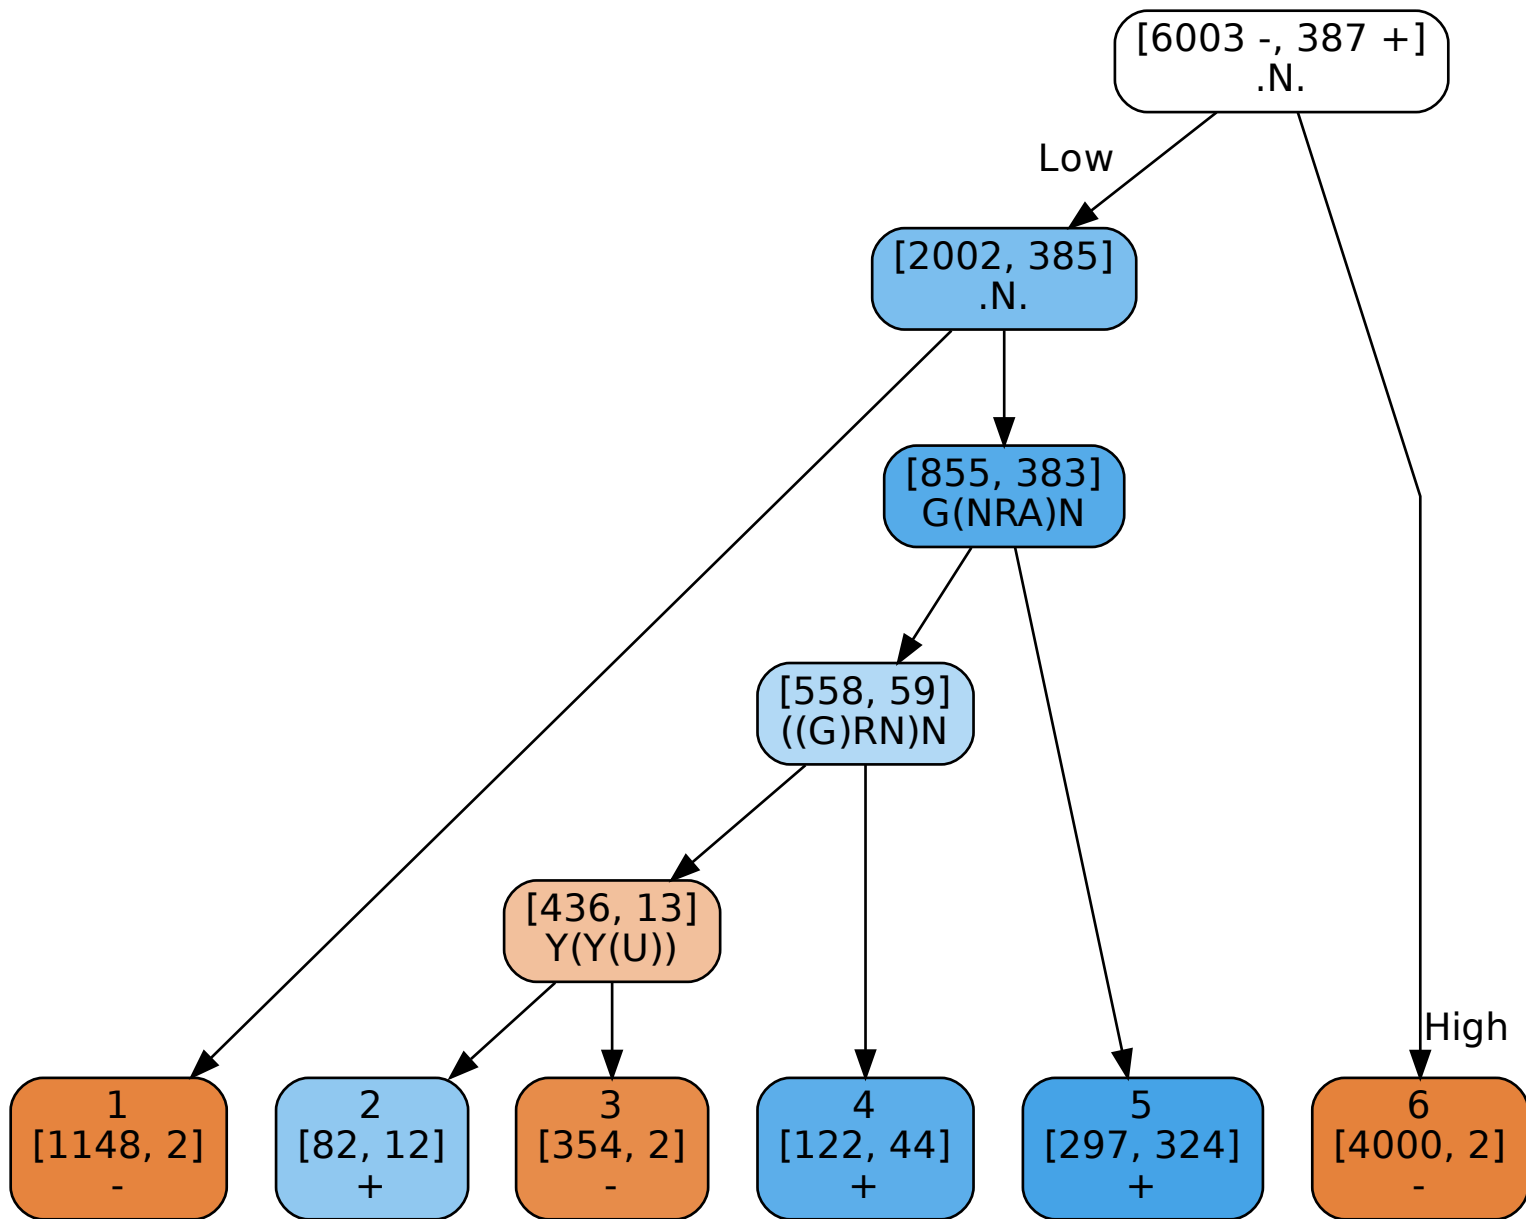 [6003 -, 387 +]
.N.
Low
[2002, 385]
.N.
[855, 383]
G(NRA)N
[558, 59]
((G)RN)N
[436, 13]
Y(Y(U))
High
1
[1148, 2]
-
2
[82, 12]
+
3
[354, 2]
-
4
[122, 44]
+
5
[297, 324]
+
6
[4000, 2]
-